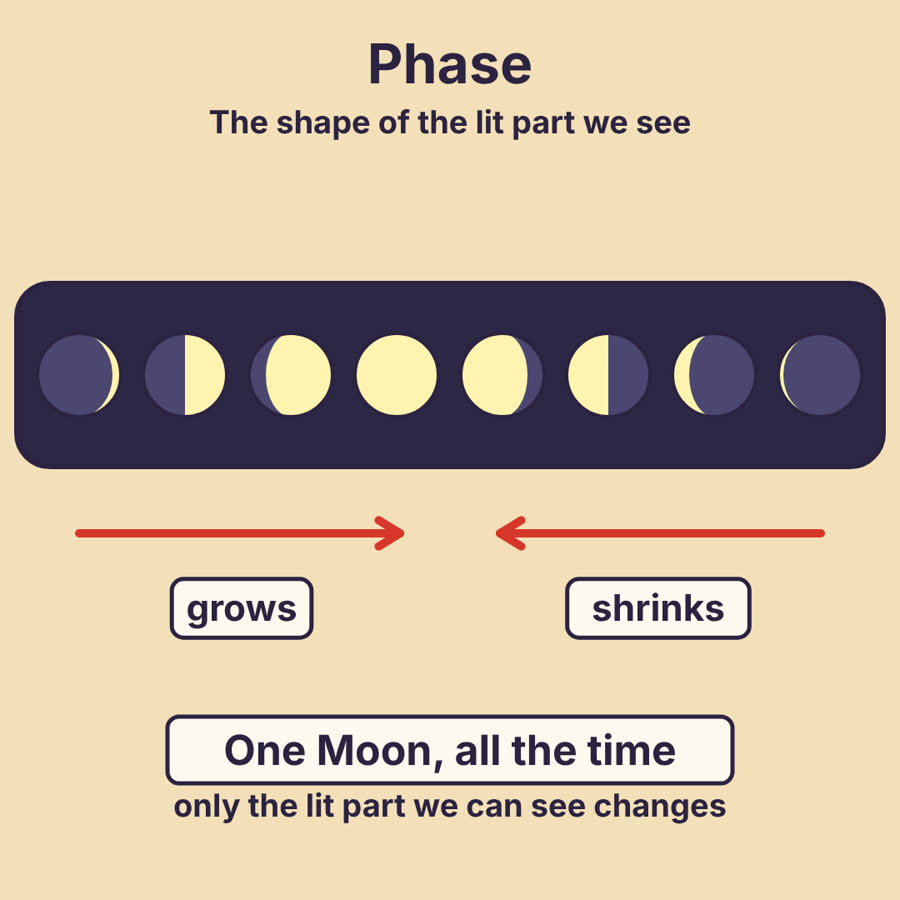 Phase
The shape of the lit part we see
grows
shrinks
One Moon, all the time
only the lit part we can see changes